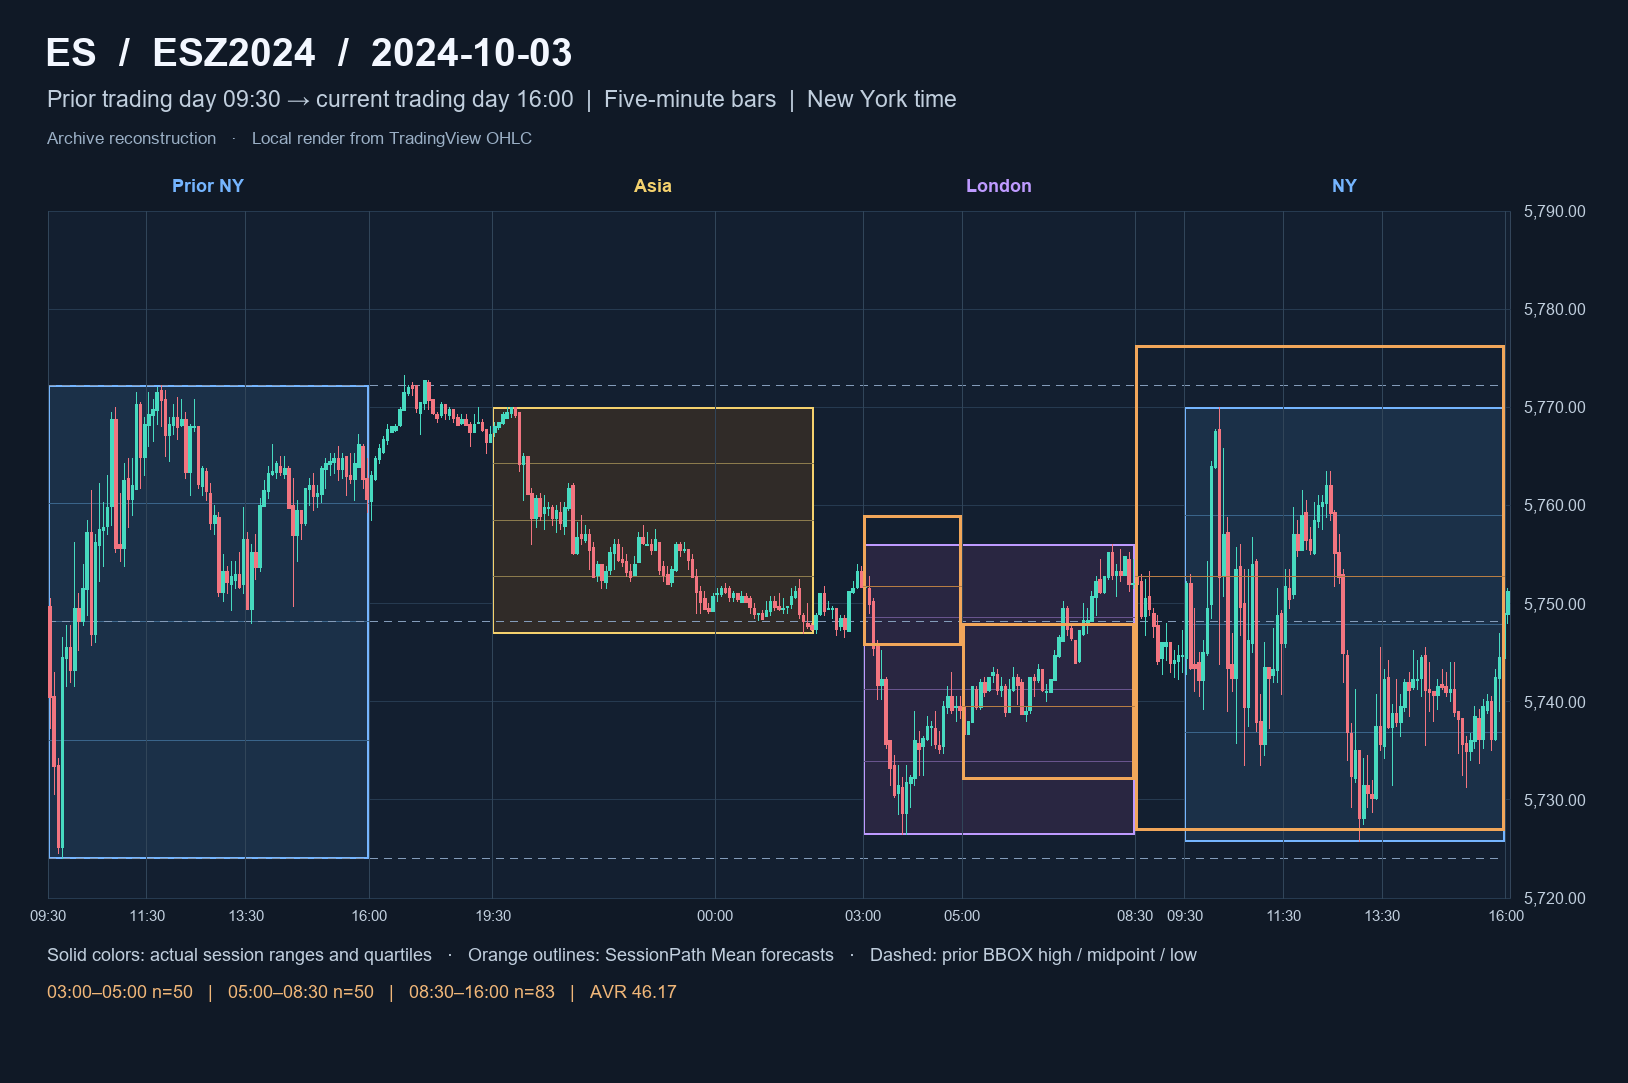 ES / ESZ2024 / 2024-10-03
Prior trading day 09:30 → current trading day 16:00 | Five-minute bars | New York time
Archive reconstruction · Local render from TradingView OHLC
Prior NY
Asia
London
NY
5,790.00
5,780.00
5,770.00
5,760.00
5,750.00
5,740.00
5,730.00
5,720.00
09:30
11:30
13:30
16:00
19:30
00:00
03:00
05:00
08:30
09:30
11:30
13:30
16:00
Solid colors: actual session ranges and quartiles · Orange outlines: SessionPath Mean forecasts · Dashed: prior BBOX high / midpoint / low
03:00–05:00 n=50 | 05:00–08:30 n=50 | 08:30–16:00 n=83 | AVR 46.17